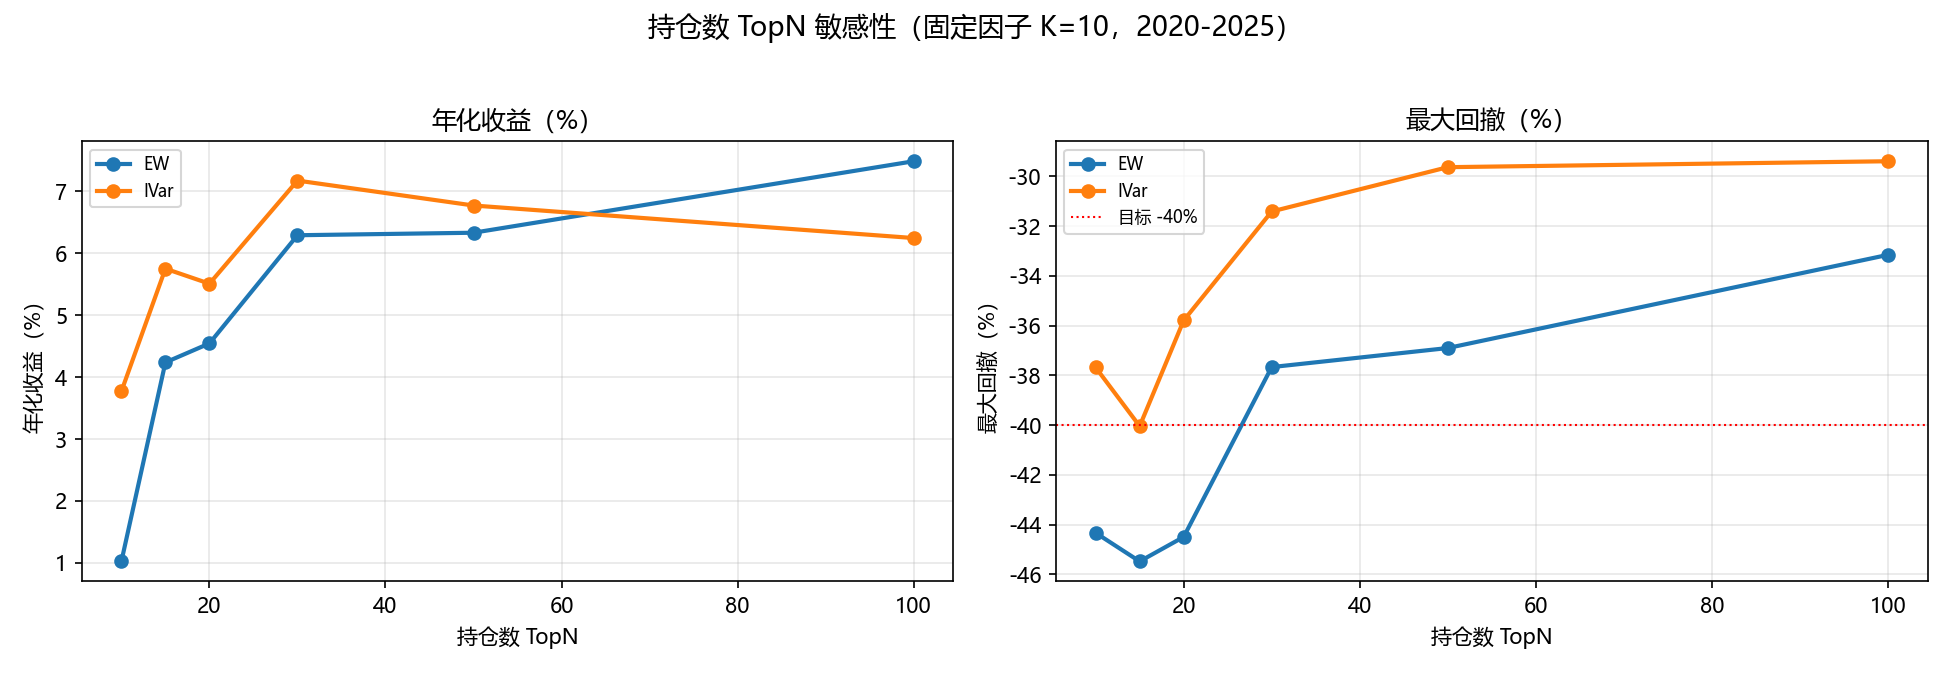 持仓数 TopN 敏感性（固定因子 K=10，2020-2025）
年化收益（%）
EW
IVar
年化收益（%）
7
6
5
4
3
2
1
20 40 60 80 100
持仓数 TopN
最大回撤（%）
EW
IVar
目标 -40%
最大回撤（%）
-30
-32
-34
-36
-38
-40
-42
-44
-46
20 40 60 80 100
持仓数 TopN